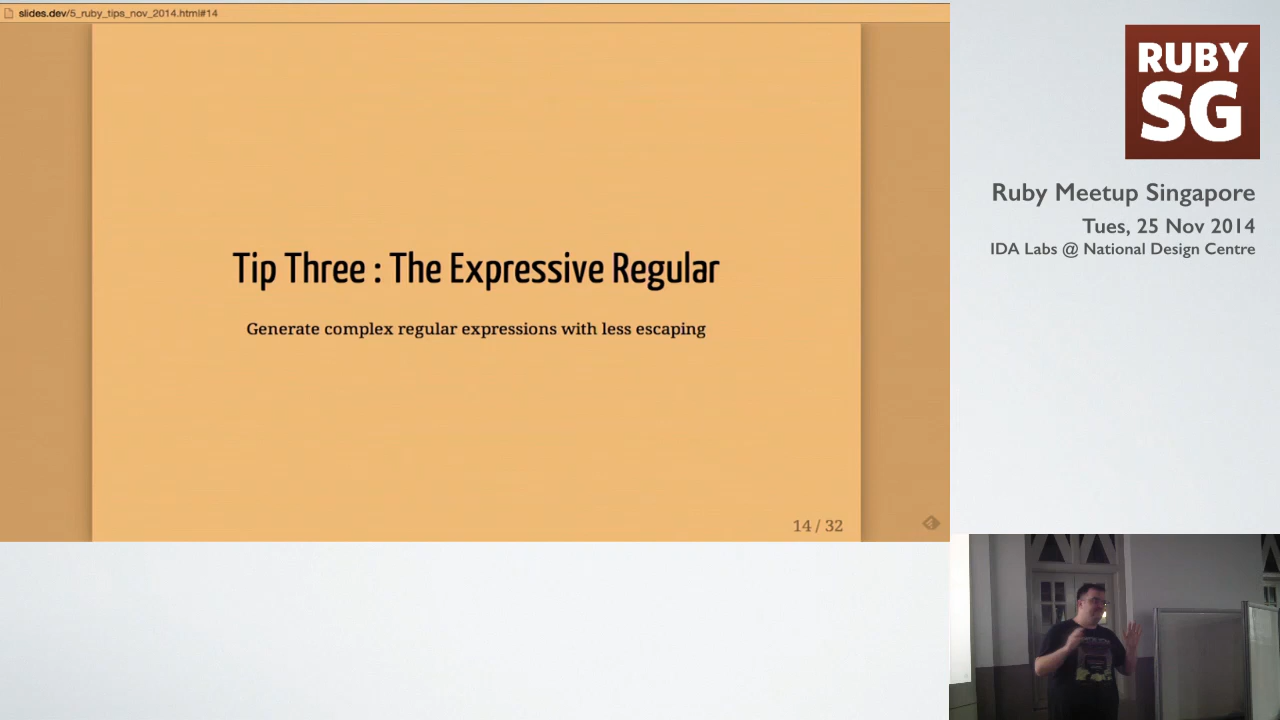 slides.dev/5_ruby_tips_nov_2014.html#14
Tip Three : The Expressive Regular
Generate complex regular expressions with less escaping
14 / 32
RUBY
SG
Ruby Meetup Singapore
Tues, 25 Nov 2014
IDA Labs @ National Design Centre